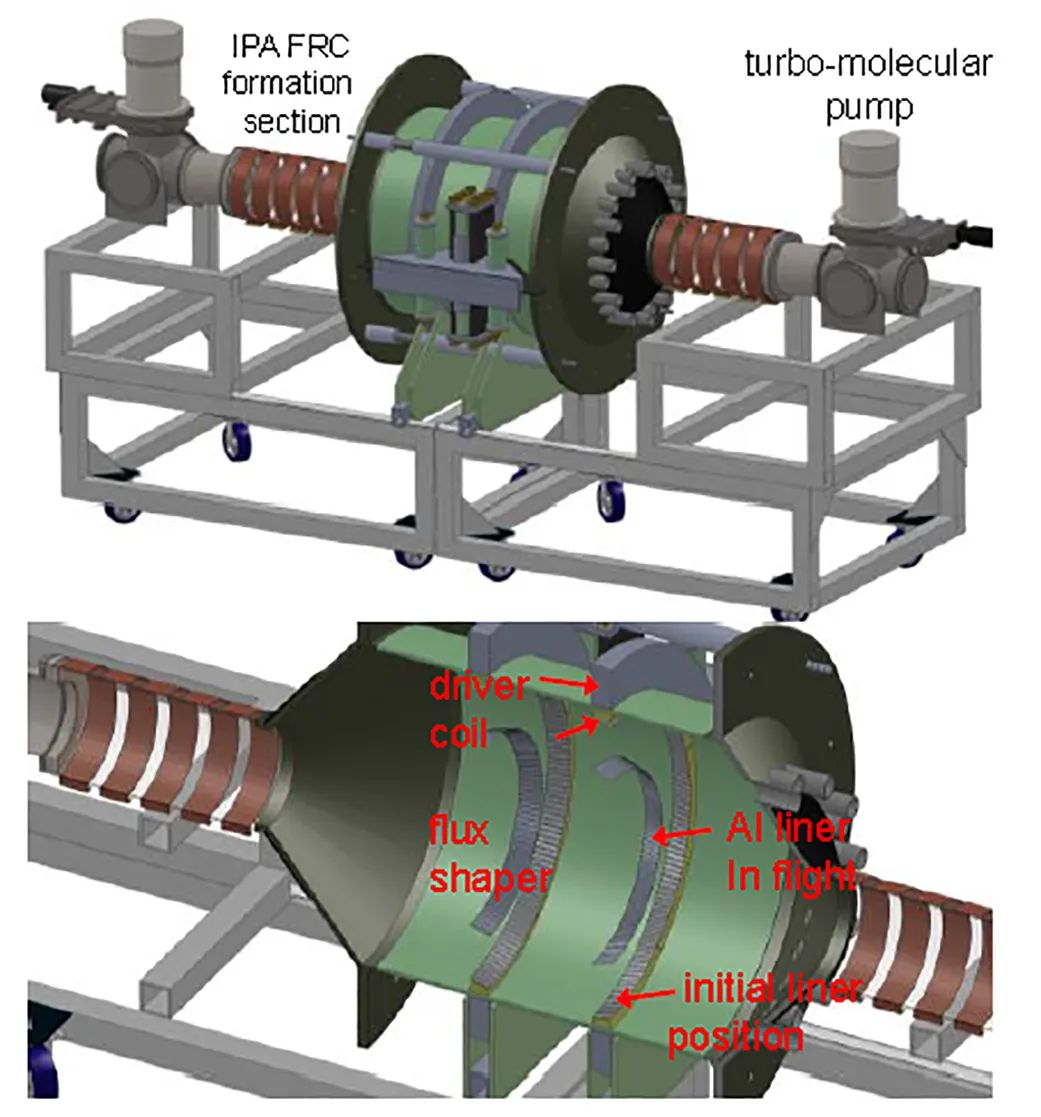 IPA FRC
formation
section
turbo-molecular
pump
driver
coil
flux
shaper
Al liner
In flight
initial liner
position